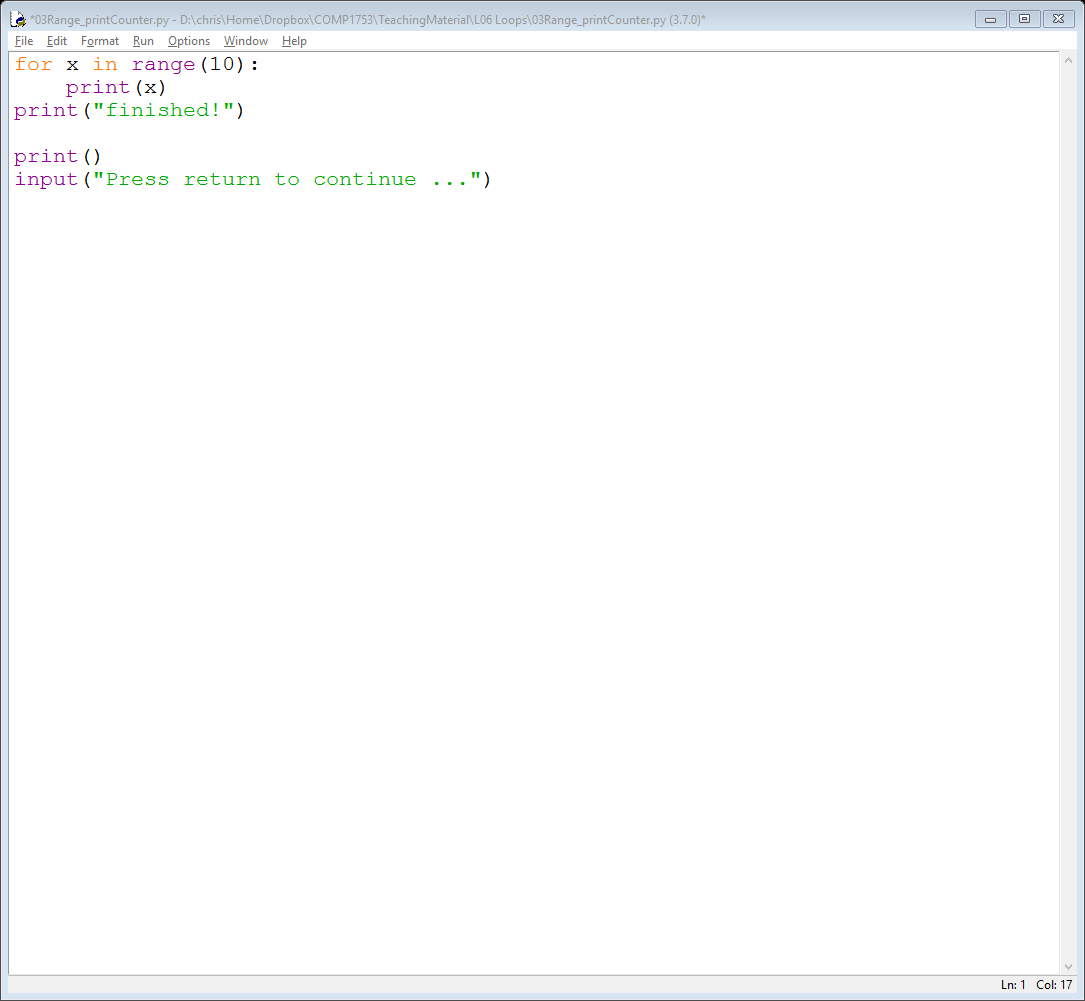 *03Range_printCounter.py - D:\chris\Home\Dropbox\COMP1753\TeachingMaterial\L06 Loops\03Range_printCounter.py (3.7.0)*
File Edit Format Run Options Window Help
for x in range(10):
    print(x)
print("finished!")

print()
input("Press return to continue ...")
Ln: 1 Col: 17